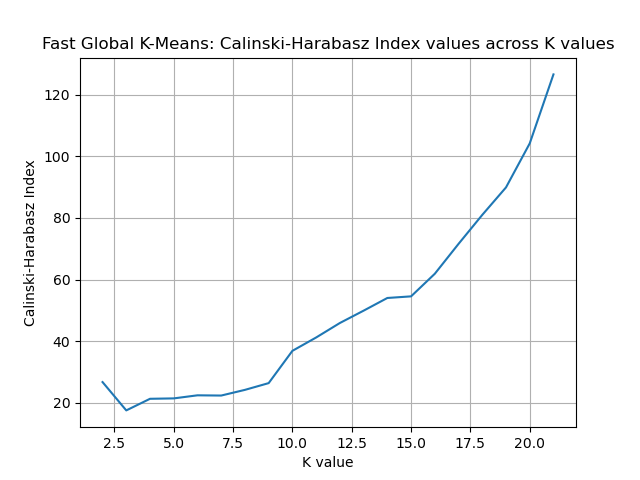 Fast Global K-Means: Calinski-Harabasz Index values across K values
Calinski-Harabasz Index
120
100
80
60
40
20
2.5 5.0 7.5 10.0 12.5 15.0 17.5 20.0
K value